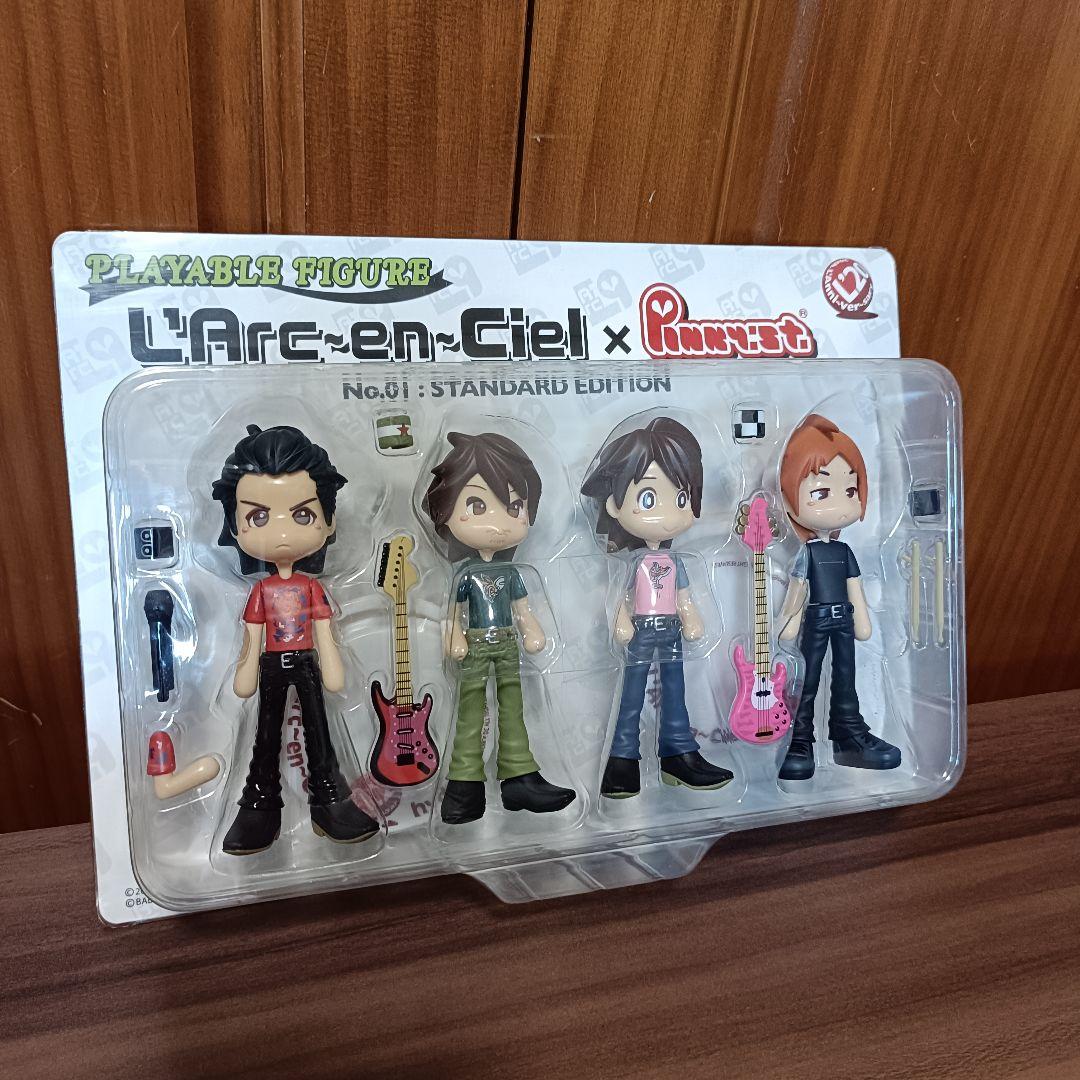 PLAYABLE FIGURE
L'Arc~en~Ciel × Pinky:st®
No.01 : STANDARD EDITION